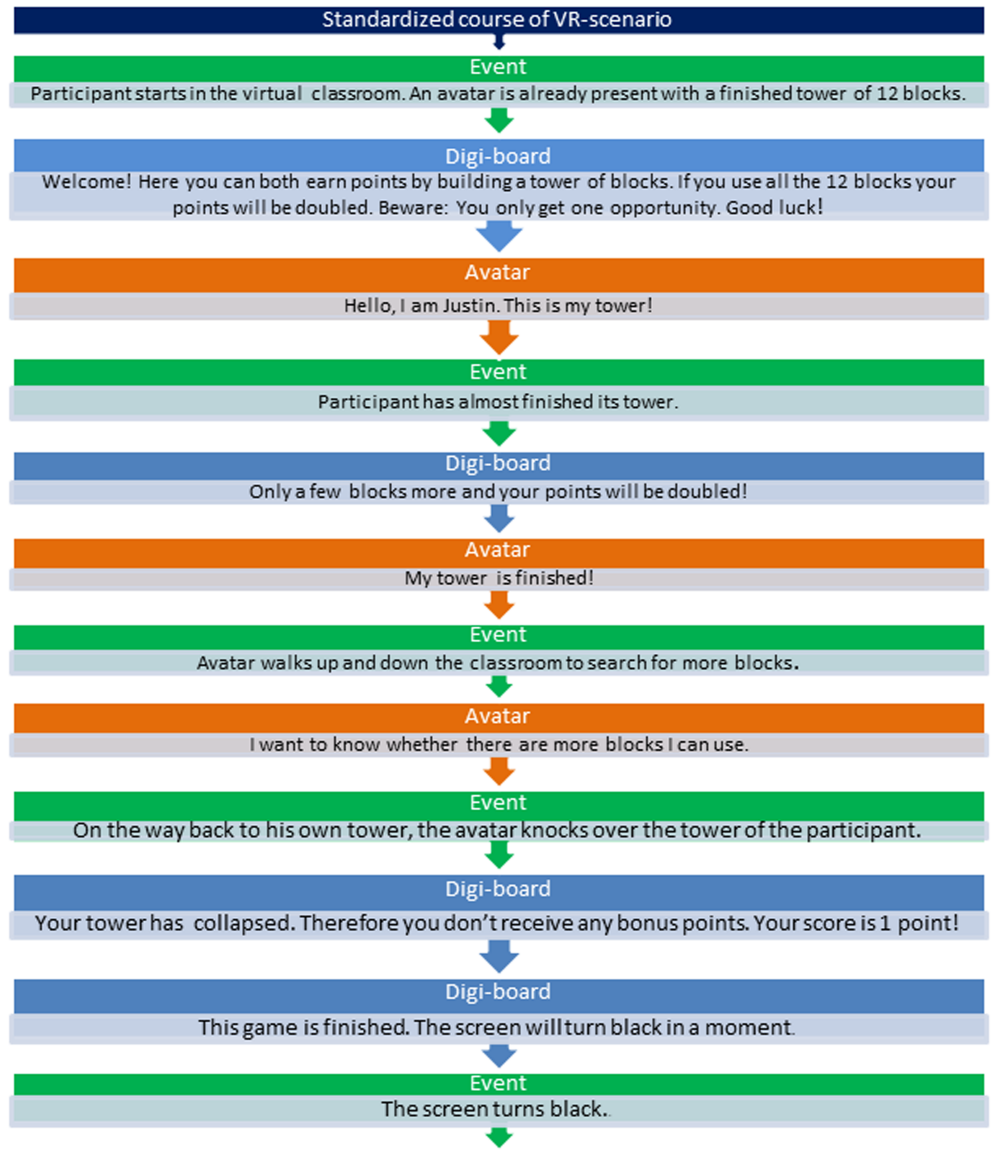 Standardized course of VR-scenario
Event
Participant starts in the virtual classroom. An avatar is already present with a finished tower of 12 blocks.
Digi-board
Welcome! Here you can both earn points by building a tower of blocks. If you use all the 12 blocks your
points will be doubled. Beware: You only get one opportunity. Good luck!
Avatar
Hello, I am Justin. This is my tower!
Event
Participant has almost finished its tower.
Digi-board
Only a few blocks more and your points will be doubled!
Avatar
My tower is finished!
Event
Avatar walks up and down the classroom to search for more blocks.
Avatar
I want to know whether there are more blocks I can use.
Event
On the way back to his own tower, the avatar knocks over the tower of the participant.
Digi-board
Your tower has collapsed. Therefore you don't receive any bonus points. Your score is 1 point!
Digi-board
This game is finished. The screen will turn black in a moment.
Event
The screen turns black..